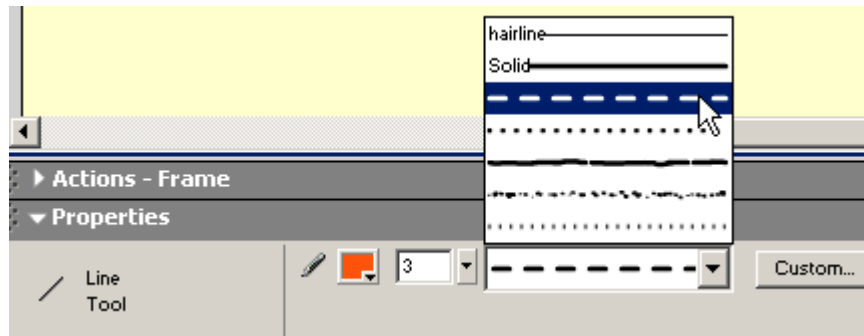 hairline
Solid
Actions - Frame
Properties
Line
Tool
3
Custom...